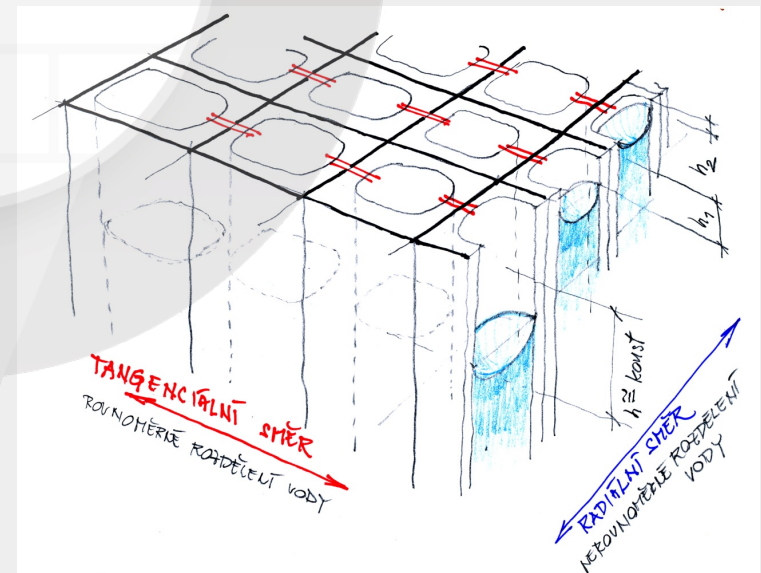 h2
h1
h ≅ konst
TANGENCIÁLNÍ SMĚR
ROVNOMĚRNÉ ROZDĚLENÍ VODY
RADIÁLNÍ SMĚR
NEROVNOMĚRNÉ ROZDĚLENÍ
VODY